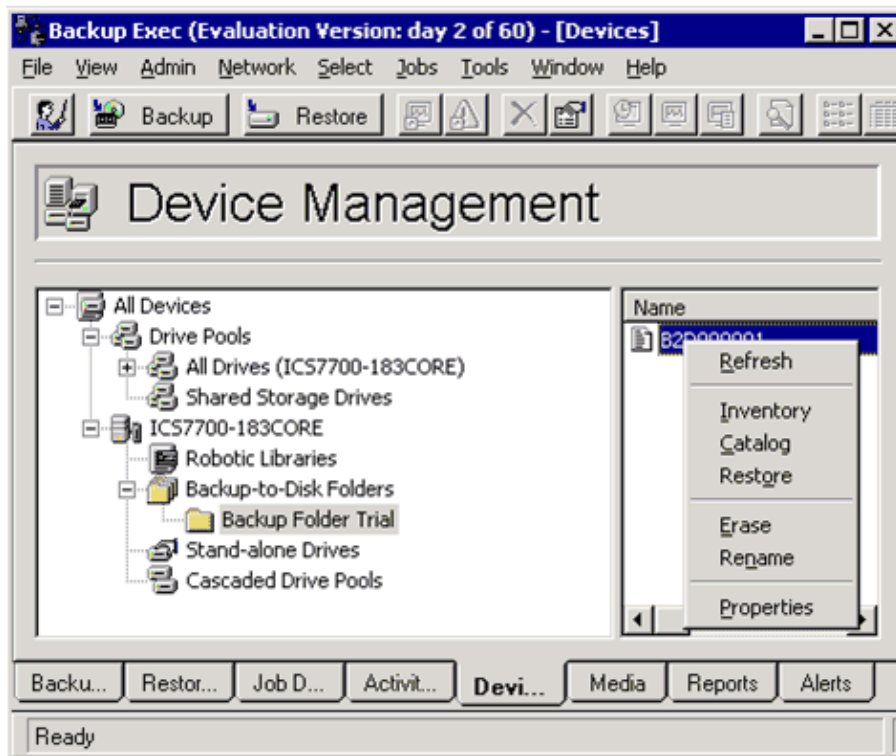 Backup Exec (Evaluation Version: day 2 of 60) - [Devices]
File View Admin Network Select Jobs Tools Window Help
Backup Restore
Device Management
All Devices
Drive Pools
All Drives (ICS7700-183CORE)
Shared Storage Drives
ICS7700-183CORE
Robotic Libraries
Backup-to-Disk Folders
Backup Folder Trial
Stand-alone Drives
Cascaded Drive Pools
Name
Refresh
Inventory
Catalog
Restore
Erase
Rename
Properties
Backu... Restor... Job D... Activit... Devi... Media Reports Alerts
Ready